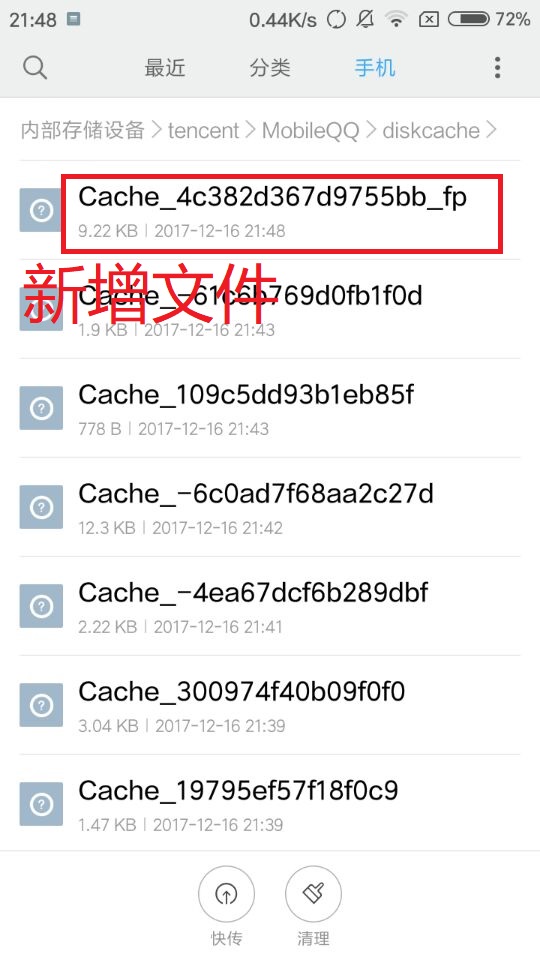 21:48 0.44K/s 72%
最近 分类 手机
内部存储设备 > tencent > MobileQQ > diskcache >
Cache_4c382d367d9755bb_fp
9.22 KB | 2017-12-16 21:48
新增文件
Cache_-61c6b769d0fb1f0d
1.9 KB | 2017-12-16 21:43
Cache_109c5dd93b1eb85f
778 B | 2017-12-16 21:43
Cache_-6c0ad7f68aa2c27d
12.3 KB | 2017-12-16 21:42
Cache_-4ea67dcf6b289dbf
2.22 KB | 2017-12-16 21:41
Cache_300974f40b09f0f0
3.04 KB | 2017-12-16 21:39
Cache_19795ef57f18f0c9
1.47 KB | 2017-12-16 21:39
快传 清理